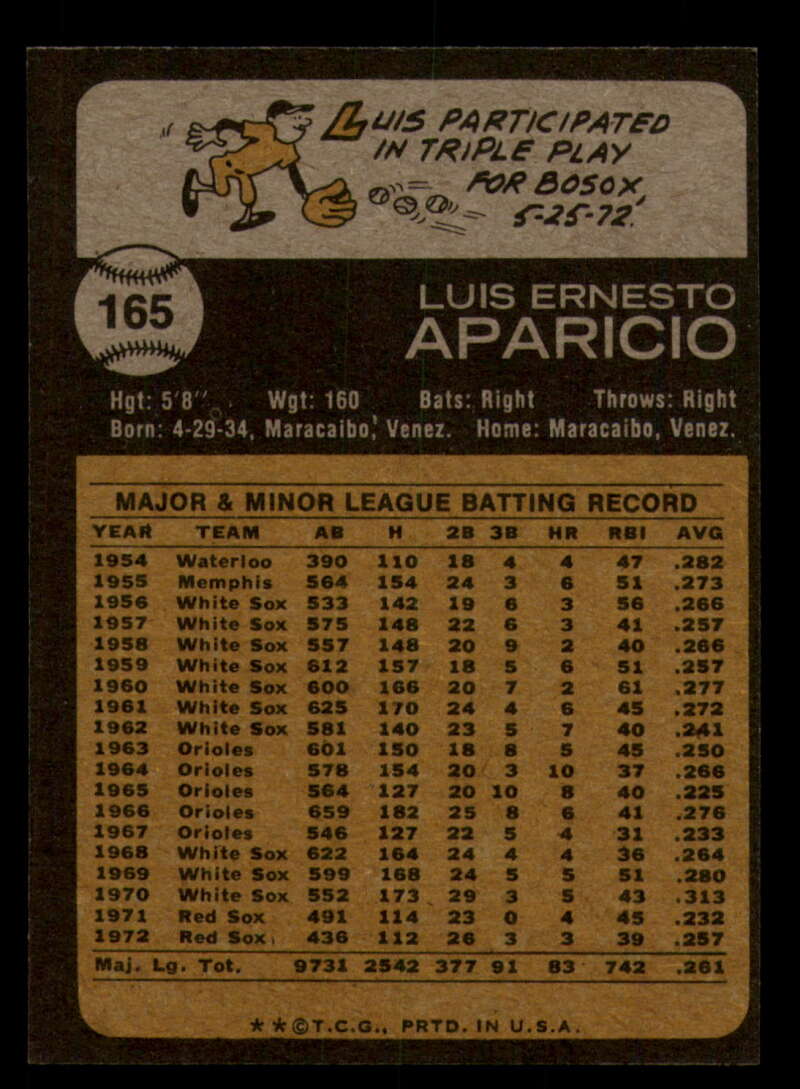 LUIS PARTICIPATED
IN TRIPLE PLAY
FOR BOSOX,
5-25-72.
165
LUIS ERNESTO
APARICIO
Hgt: 5'8" Wgt: 160 Bats: Right Throws: Right
Born: 4-29-34, Maracaibo, Venez. Home: Maracaibo, Venez.
MAJOR & MINOR LEAGUE BATTING RECORD
YEAR TEAM AB H 2B 3B HR RBI AVG
1954 Waterloo 390 110 18 4 4 47 .282
1955 Memphis 564 154 24 3 6 51 .273
1956 White Sox 533 142 19 6 3 56 .266
1957 White Sox 575 148 22 6 3 41 .257
1958 White Sox 557 148 20 9 2 40 .266
1959 White Sox 612 157 18 5 6 51 .257
1960 White Sox 600 166 20 7 2 61 .277
1961 White Sox 625 170 24 4 6 45 .272
1962 White Sox 581 140 23 5 7 40 .241
1963 Orioles 601 150 18 8 5 45 .250
1964 Orioles 578 154 20 3 10 37 .266
1965 Orioles 564 127 20 10 8 40 .225
1966 Orioles 659 182 25 8 6 41 .276
1967 Orioles 546 127 22 5 4 31 .233
1968 White Sox 622 164 24 4 4 36 .264
1969 White Sox 599 168 24 5 5 51 .280
1970 White Sox 552 173 29 3 5 43 .313
1971 Red Sox 491 114 23 0 4 45 .232
1972 Red Sox 436 112 26 3 3 39 .257
Maj. Lg. Tot. 9731 2542 377 91 83 742 .261
★★©T.C.G., PRTD. IN U.S.A.